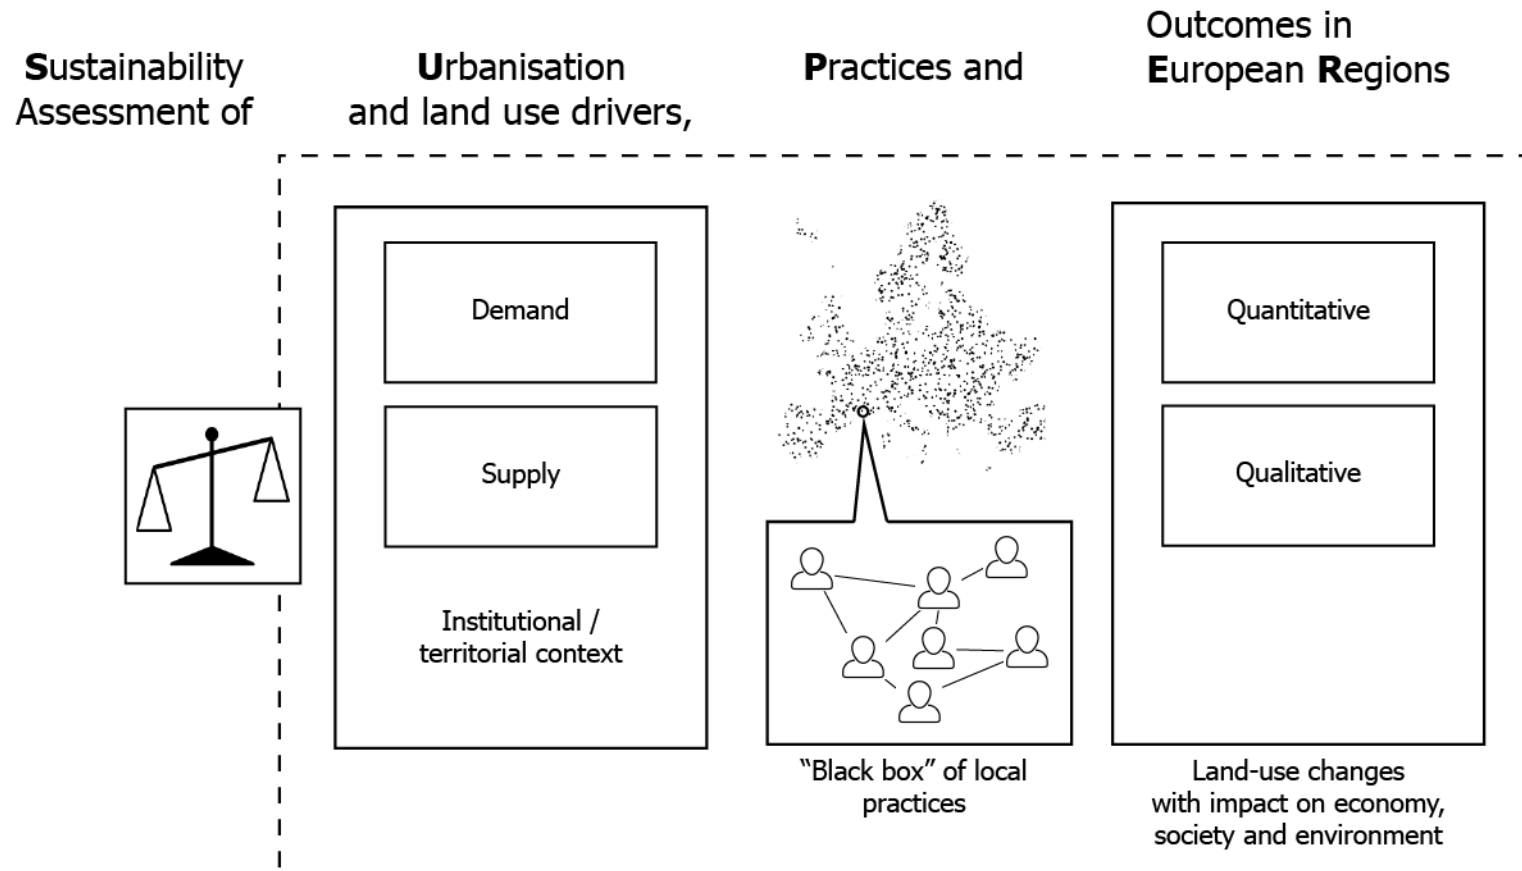 Sustainability
Assessment of
Urbanisation
and land use drivers,
Practices and
Outcomes in
European Regions
Demand
Supply
Institutional /
territorial context
“Black box” of local
practices
Quantitative
Qualitative
Land-use changes
with impact on economy,
society and environment